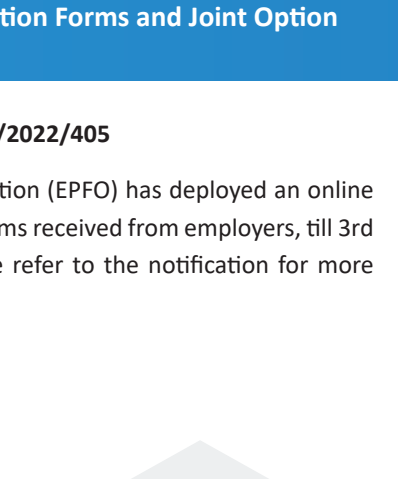 tion Forms and Joint Option
/2022/405
tion (EPFO) has deployed an online
ms received from employers, till 3rd
e refer to the notification for more